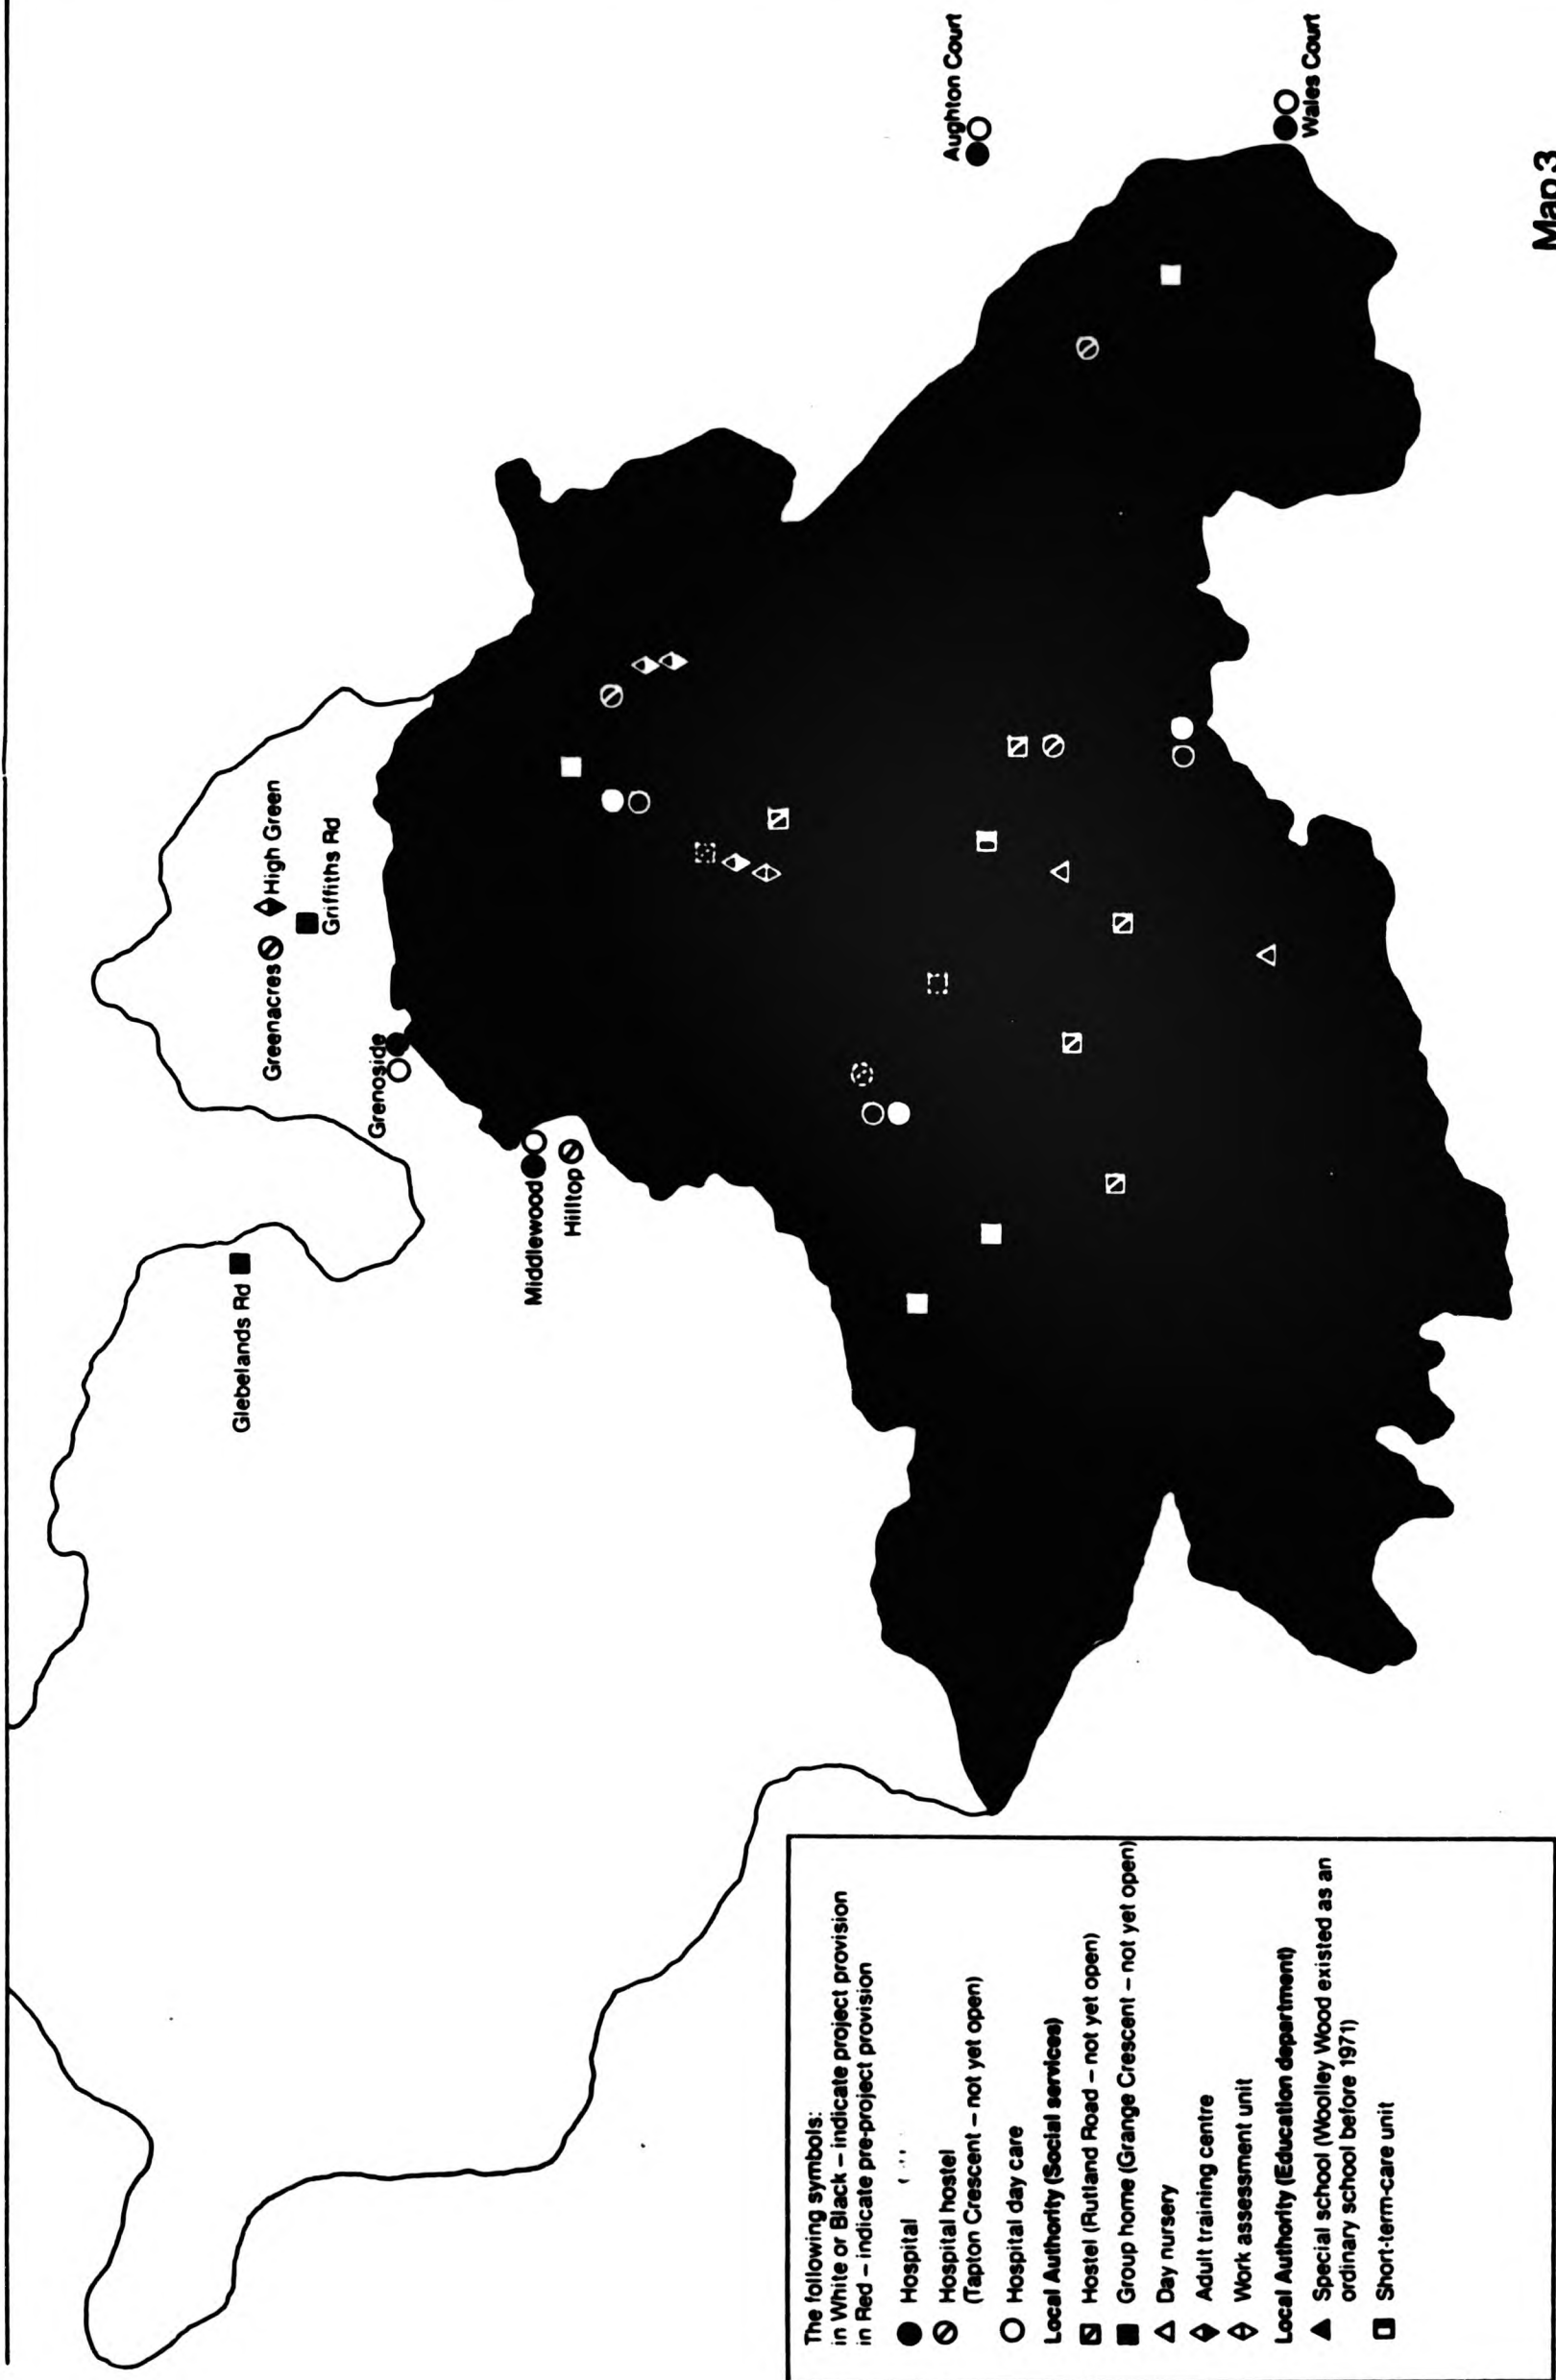 Map 3
Aughton Court
Wales Court
High Green
Greenacres
Griffiths Rd
Grenoside
Middlewood
Hilltop
Glebelands Rd
The following symbols:
in White or Black – indicate project provision
in Red – indicate pre-project provision
Hospital
Hospital hostel
(Tapton Crescent – not yet open)
Hospital day care
Local Authority (Social services)
Hostel (Rutland Road – not yet open)
Group home (Grange Crescent – not yet open)
Day nursery
Adult training centre
Work assessment unit
Local Authority (Education department)
Special school (Woolley Wood existed as an
ordinary school before 1971)
Short-term-care unit